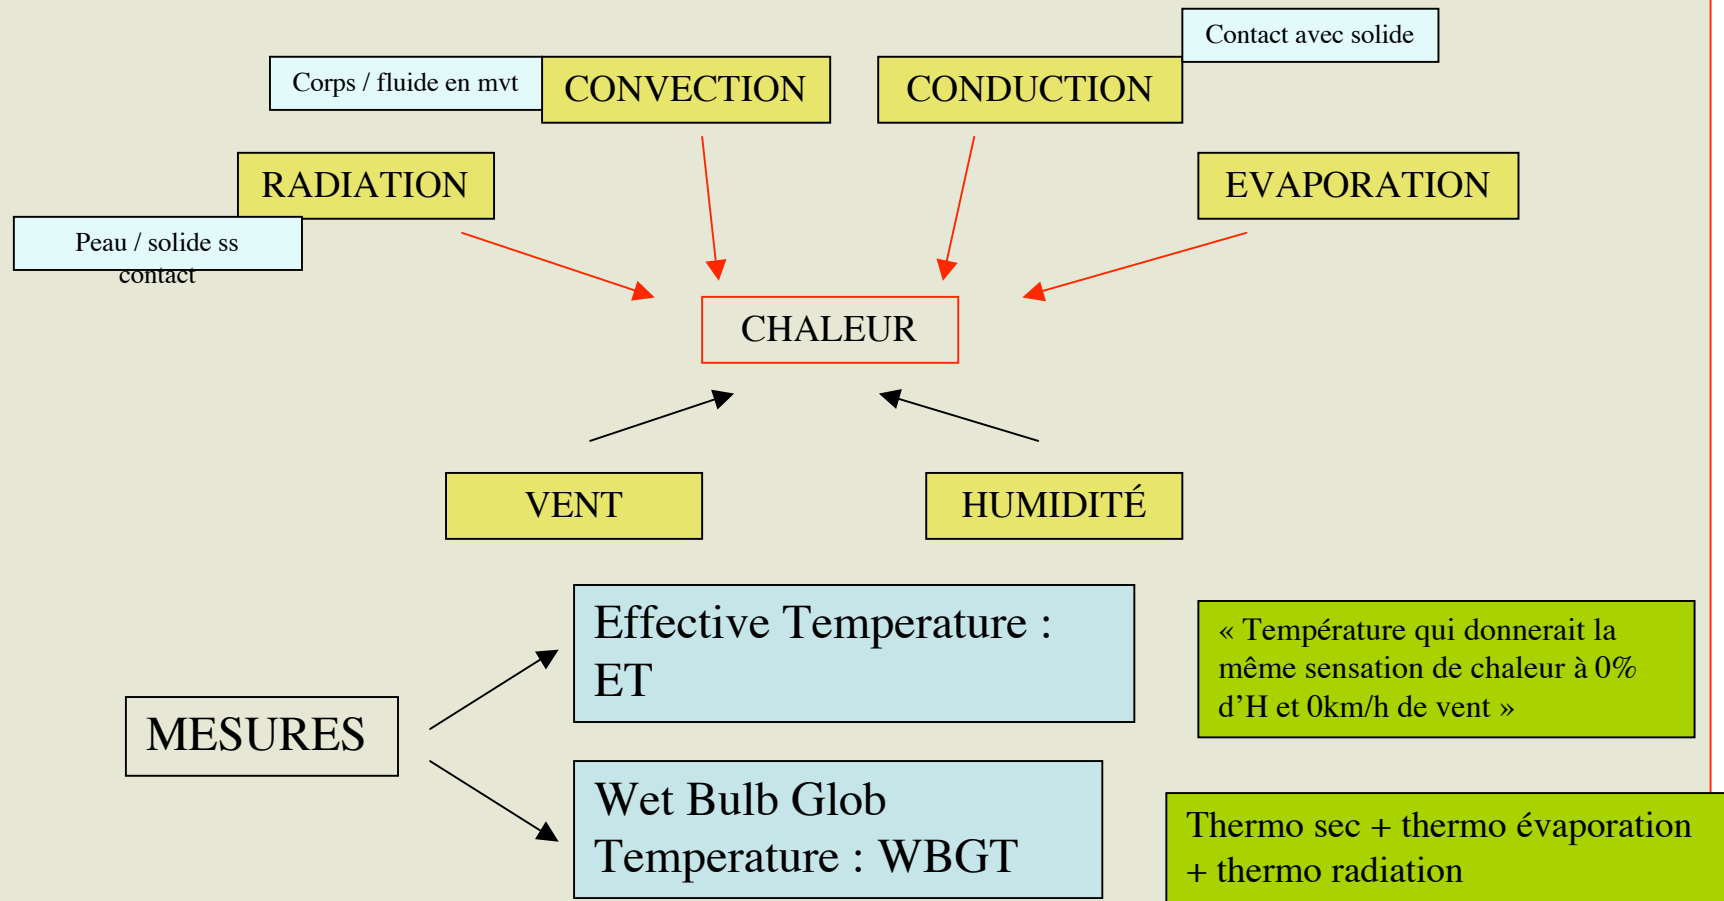 Contact avec solide
Corps / fluide en mvt
CONVECTION
CONDUCTION
RADIATION
EVAPORATION
Peau / solide ss
contact
CHALEUR
VENT
HUMIDITÉ
MESURES
Effective Temperature :
ET
« Température qui donnerait la
même sensation de chaleur à 0%
d’H et 0km/h de vent »
Wet Bulb Glob
Temperature : WBGT
Thermo sec + thermo évaporation
+ thermo radiation